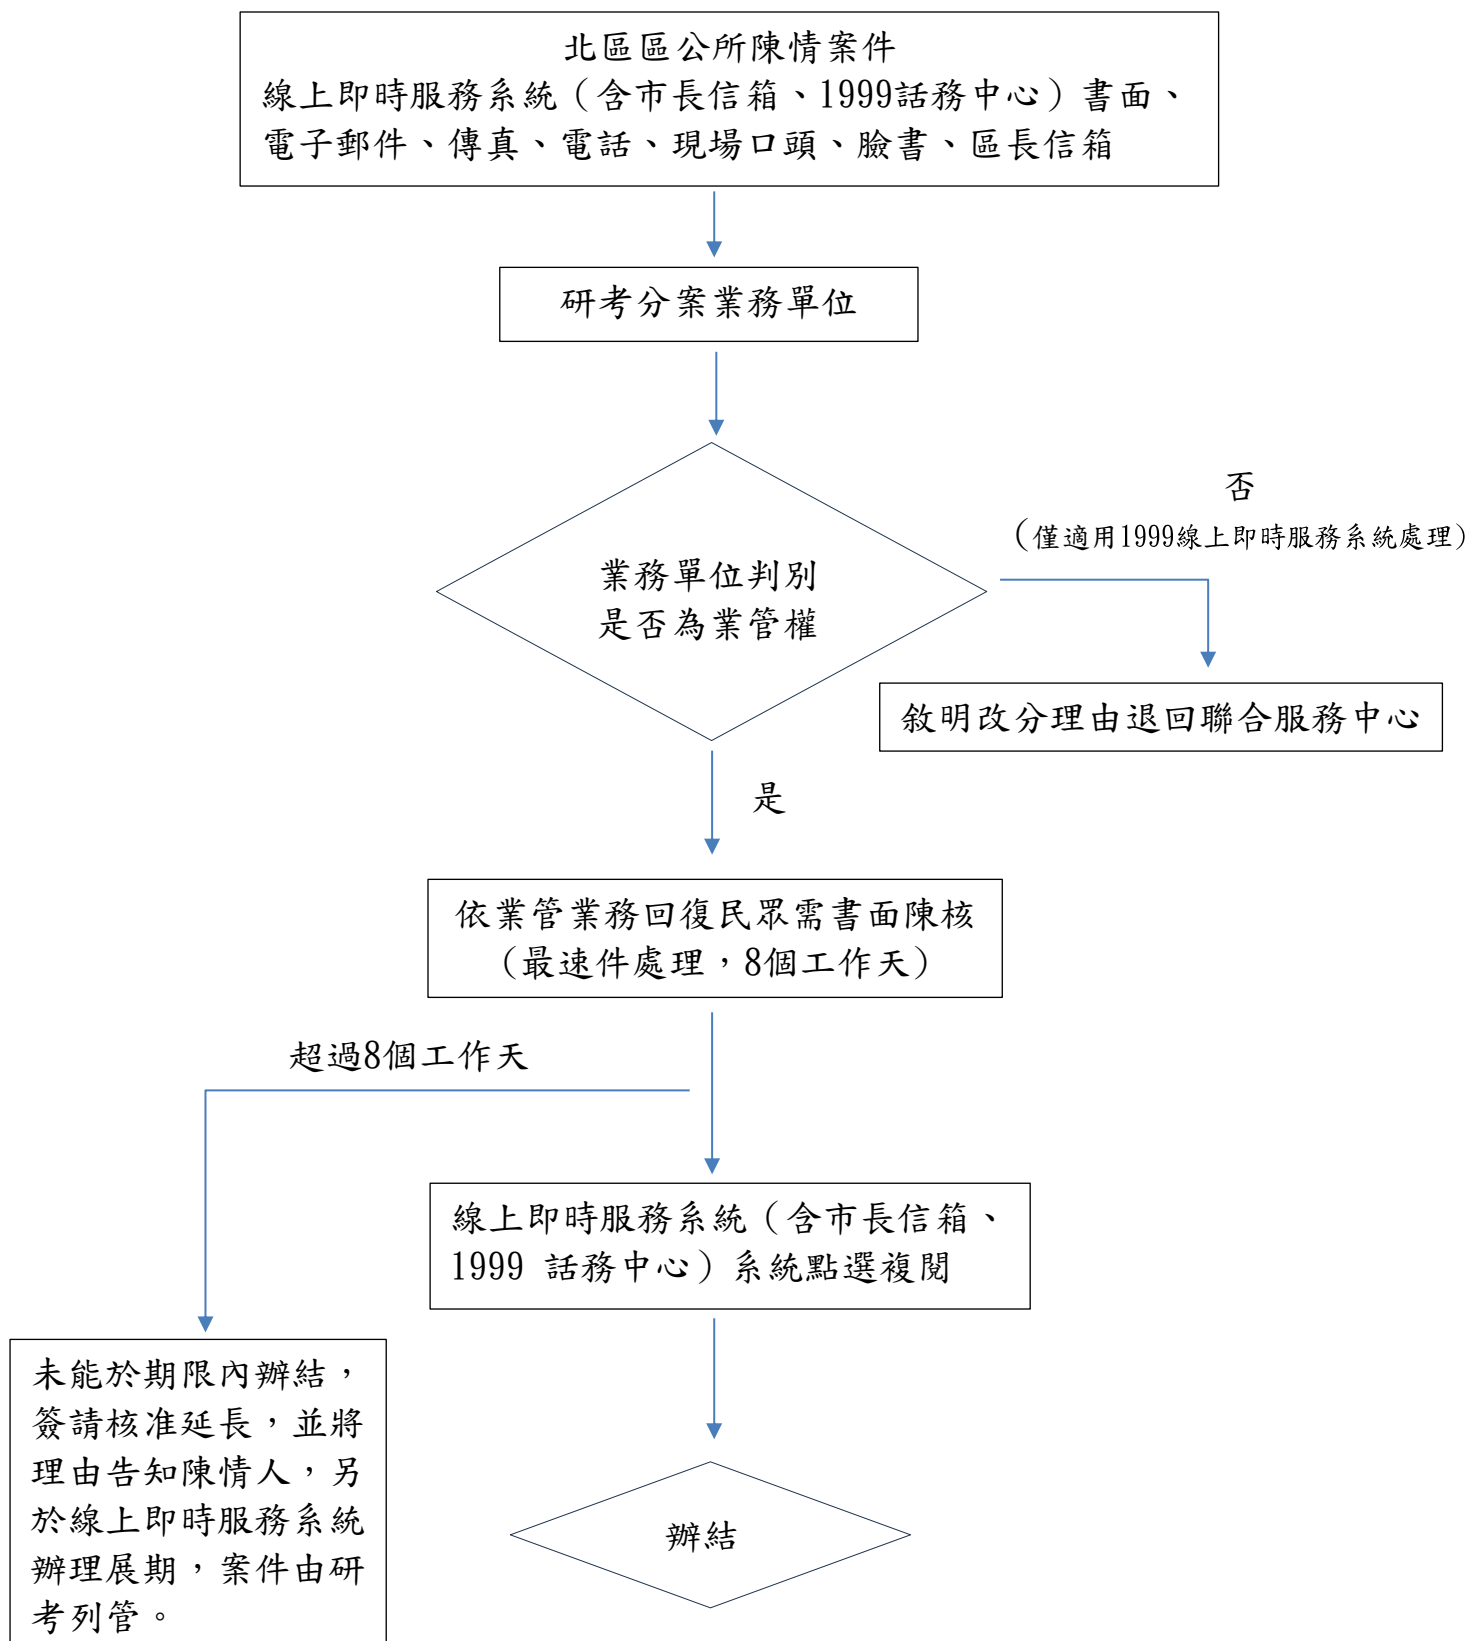 北區區公所陳情案件
線上即時服務系統（含市長信箱、1999話務中心）書面、
電子郵件、傳真、電話、現場口頭、臉書、區長信箱
研考分案業務單位
否
（僅適用1999線上即時服務系統處理）
業務單位判別
是否為業管權
敘明改分理由退回聯合服務中心
是
依業管業務回復民眾需書面陳核
（最速件處理，8個工作天）
超過8個工作天
線上即時服務系統（含市長信箱、
1999 話務中心）系統點選複閱
未能於期限內辦結，
簽請核准延長，並將
理由告知陳情人，另
於線上即時服務系統
辦理展期，案件由研
考列管。
辦結